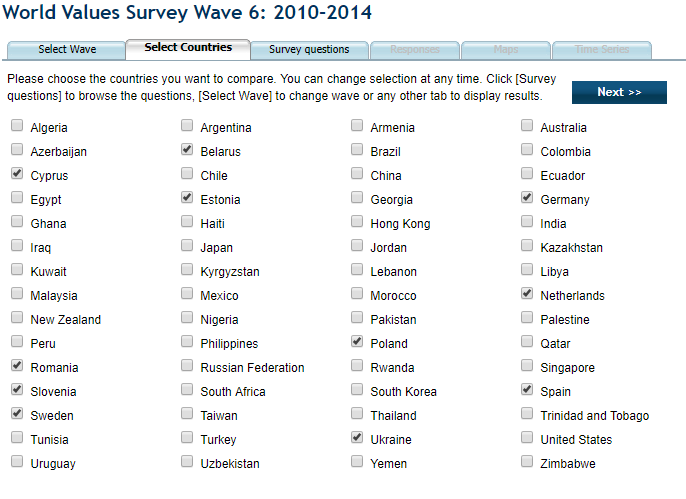 World Values Survey Wave 6: 2010-2014
Select Wave Select Countries Survey questions Responses Maps Time Series
Please choose the countries you want to compare. You can change selection at any time. Click [Survey
questions] to browse the questions, [Select Wave] to change wave or any other tab to display results.
Next >>
Algeria Argentina Armenia Australia
Azerbaijan Belarus Brazil Colombia
Cyprus Chile China Ecuador
Egypt Estonia Georgia Germany
Ghana Haiti Hong Kong India
Iraq Japan Jordan Kazakhstan
Kuwait Kyrgyzstan Lebanon Libya
Malaysia Mexico Morocco Netherlands
New Zealand Nigeria Pakistan Palestine
Peru Philippines Poland Qatar
Romania Russian Federation Rwanda Singapore
Slovenia South Africa South Korea Spain
Sweden Taiwan Thailand Trinidad and Tobago
Tunisia Turkey Ukraine United States
Uruguay Uzbekistan Yemen Zimbabwe